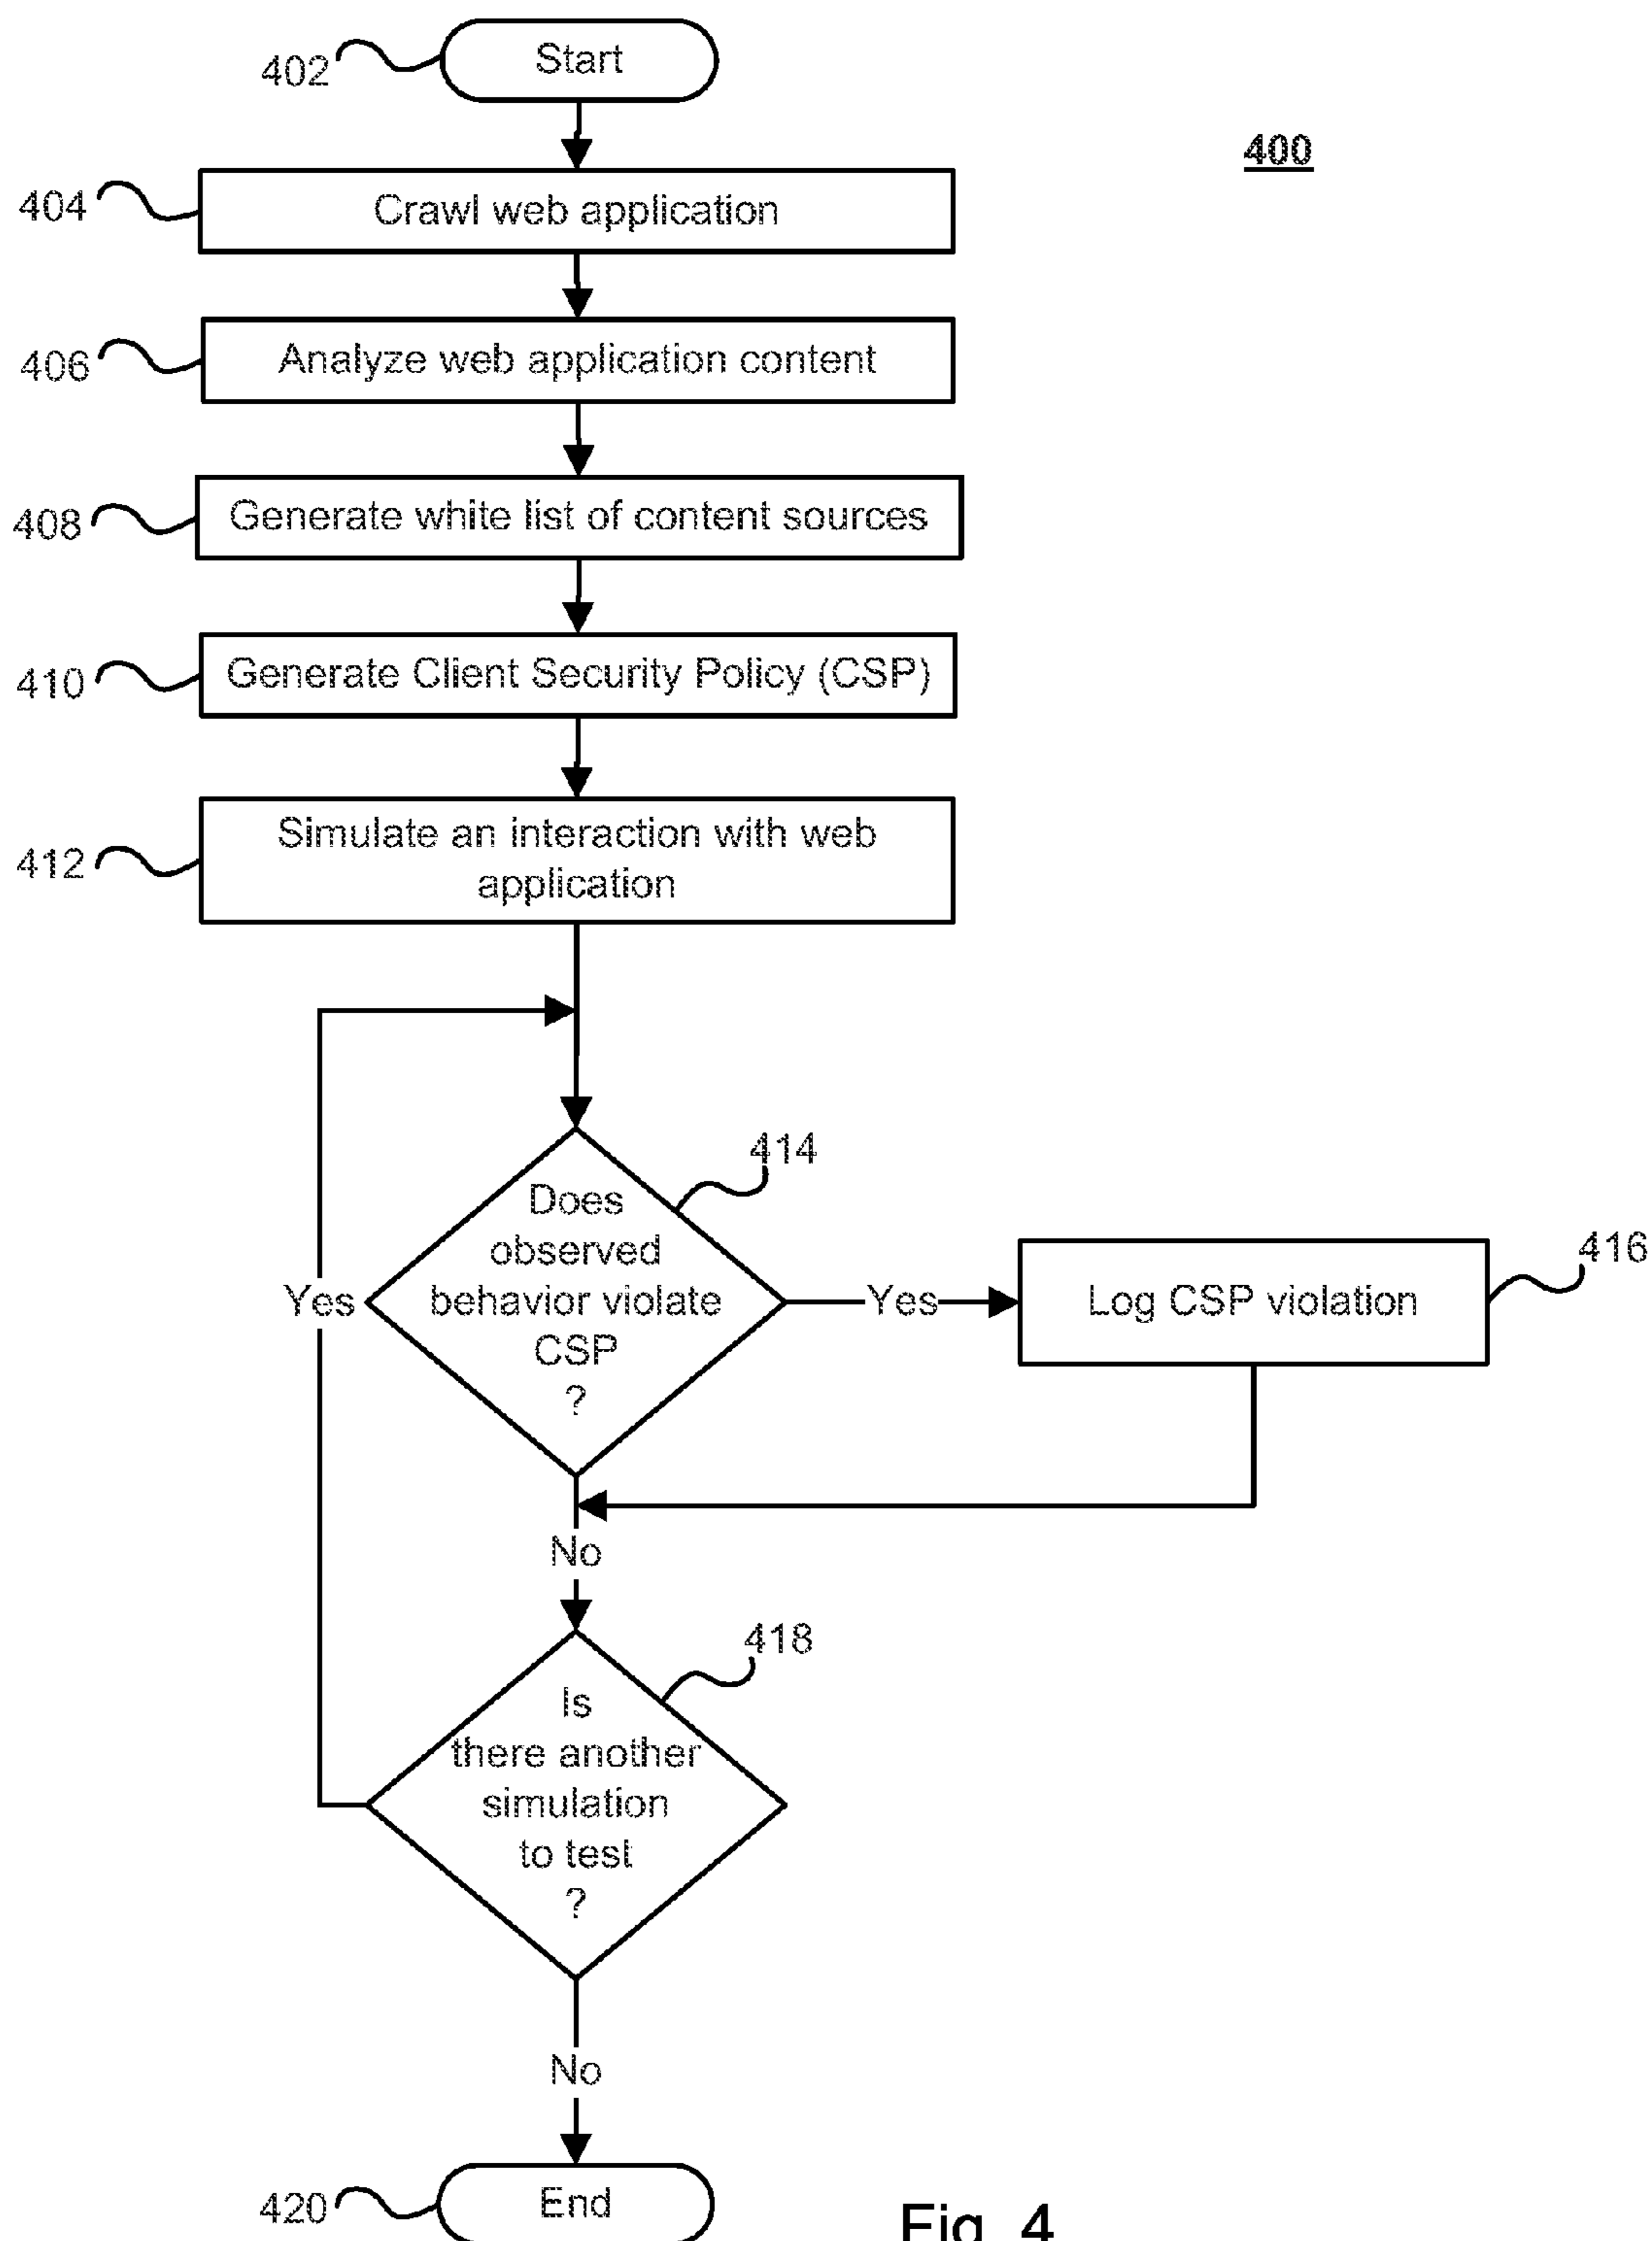 402
Start
400
404
Crawl web application
406
Analyze web application content
408
Generate white list of content sources
410
Generate Client Security Policy (CSP)
412
Simulate an interaction with web
application
414
Does
observed
behavior violate
CSP
?
Yes
Yes
416
Log CSP violation
No
418
Is
there another
simulation
to test
?
No
420
End
Fig. 4